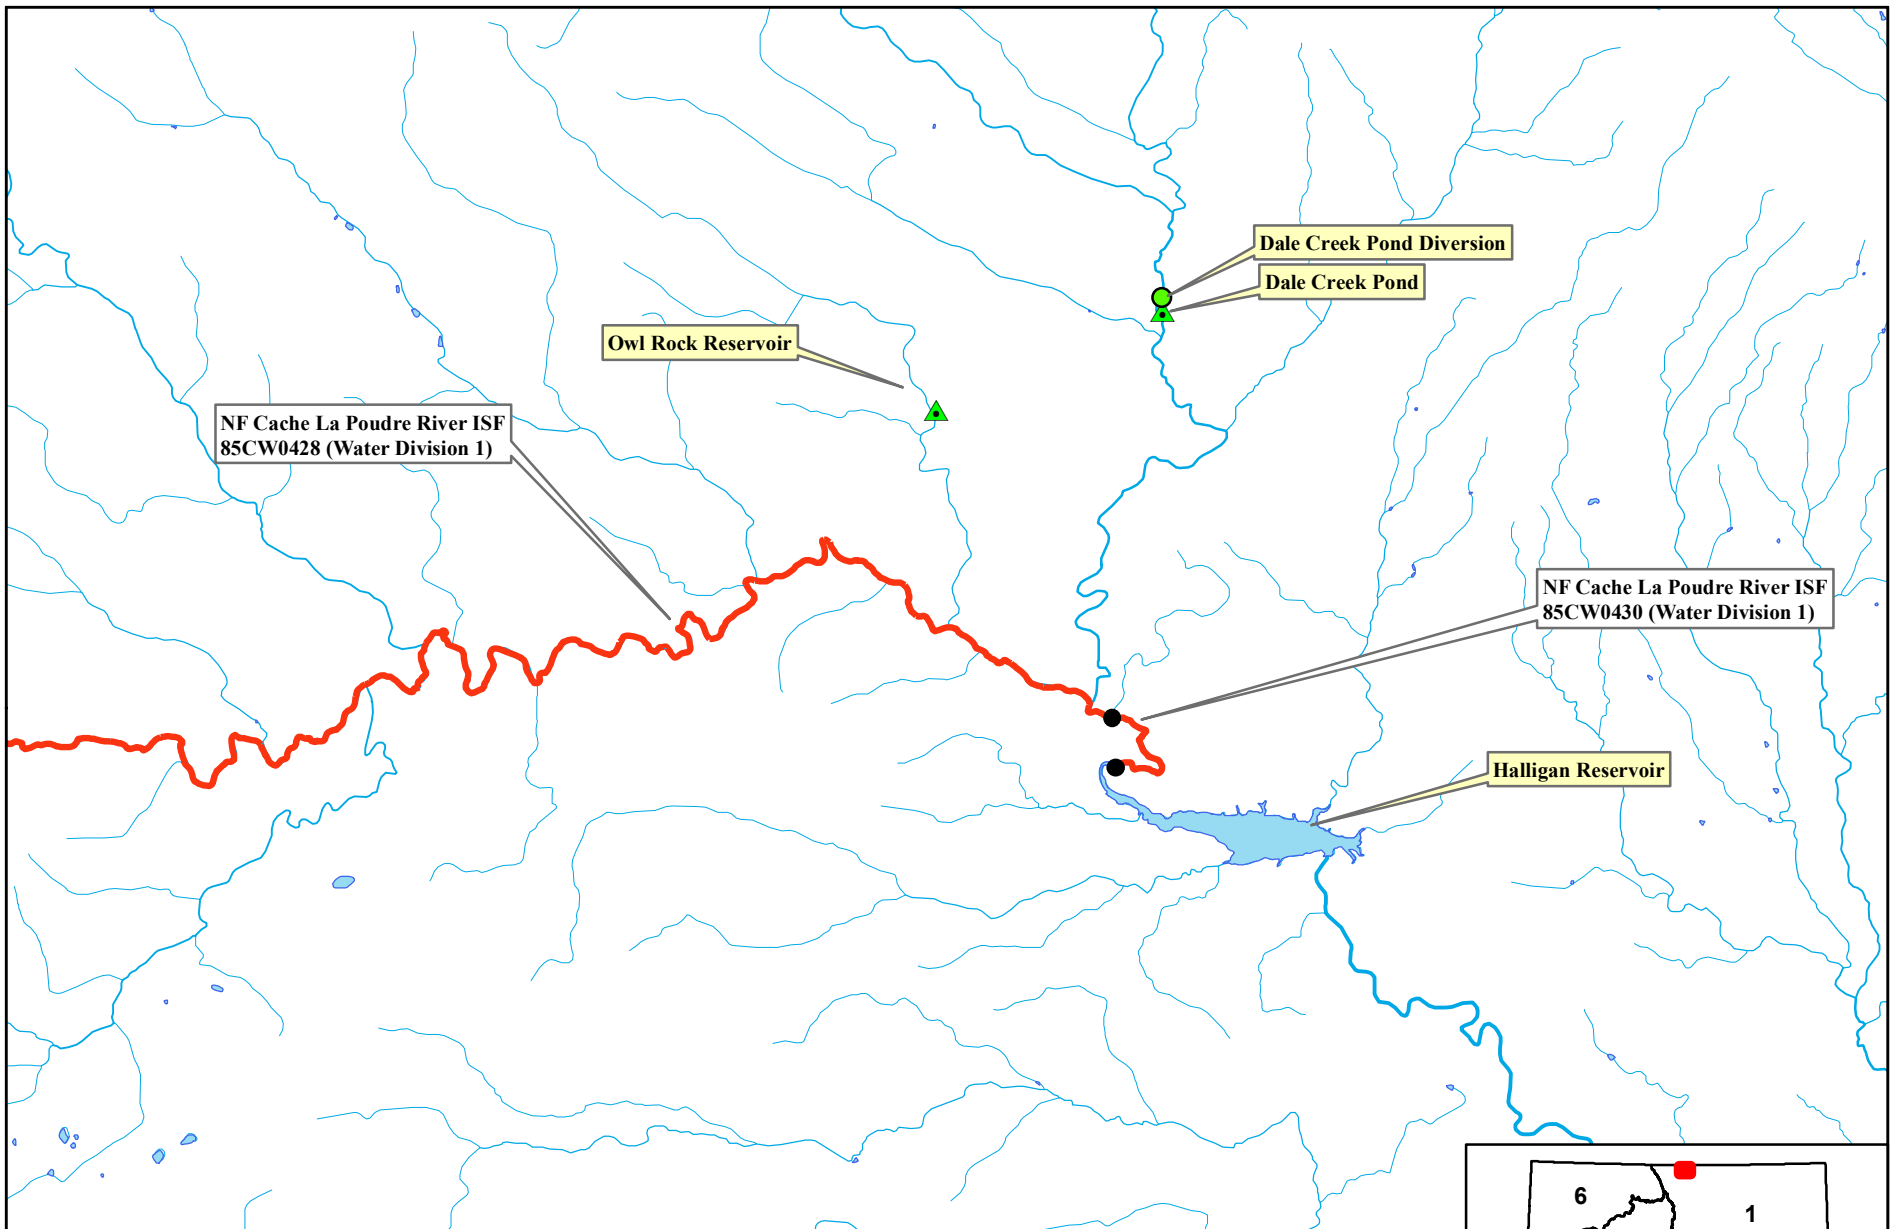 Dale Creek Pond Diversion
Dale Creek Pond
Owl Rock Reservoir
NF Cache La Poudre River ISF
85CW0428 (Water Division 1)
NF Cache La Poudre River ISF
85CW0430 (Water Division 1)
Halligan Reservoir
6
1